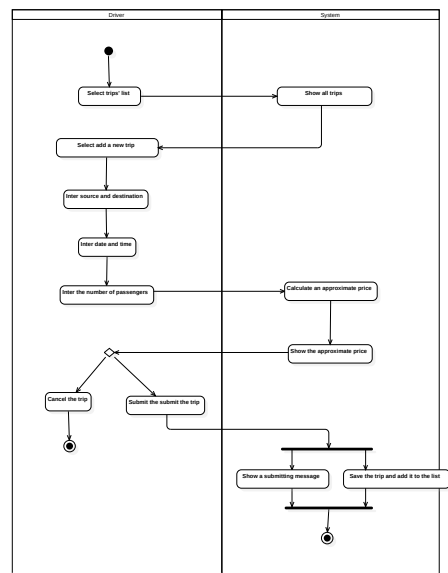 Driver
System
Select trips' list
Show all trips
Select add a new trip
Inter source and destination
Inter date and time
Inter the number of passengers
Calculate an approximate price
Show the approximate price
Cancel the trip
Submit the submit the trip
Show a submitting message
Save the trip and add it to the list